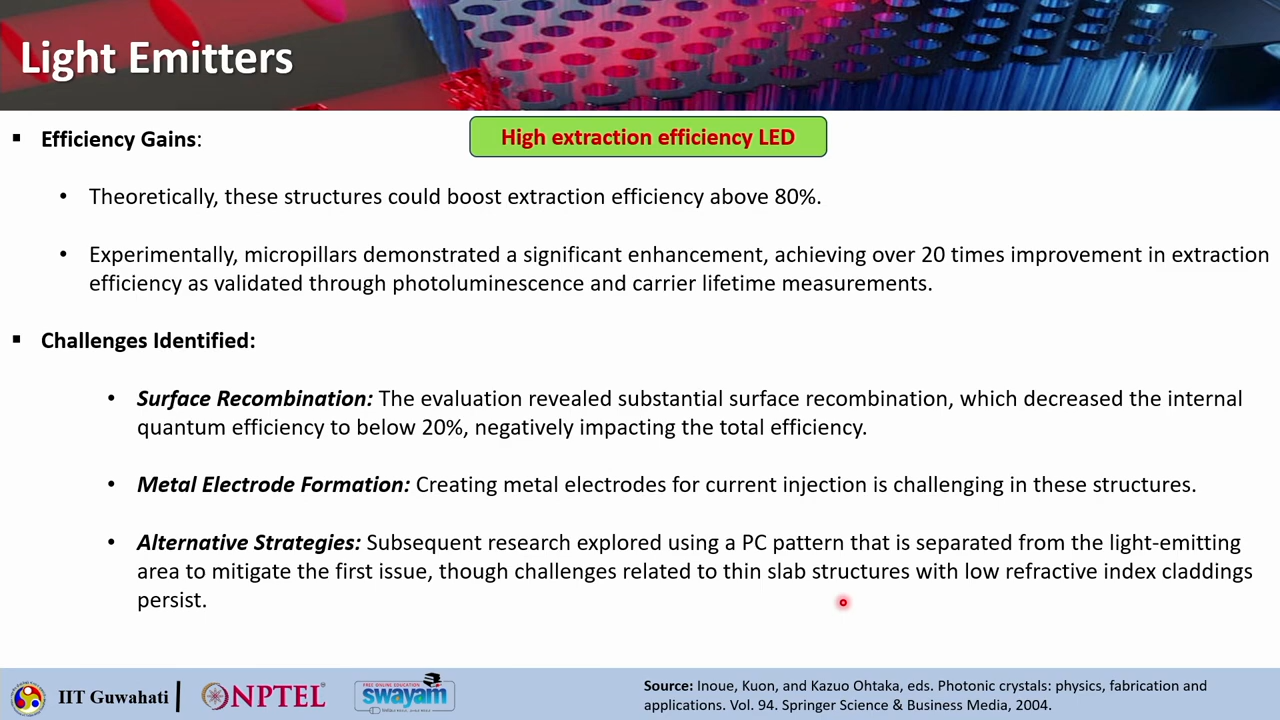 Light Emitters
High extraction efficiency LED
▪ Efficiency Gains:
• Theoretically, these structures could boost extraction efficiency above 80%.
• Experimentally, micropillars demonstrated a significant enhancement, achieving over 20 times improvement in extraction
efficiency as validated through photoluminescence and carrier lifetime measurements.
▪ Challenges Identified:
• Surface Recombination: The evaluation revealed substantial surface recombination, which decreased the internal
quantum efficiency to below 20%, negatively impacting the total efficiency.
• Metal Electrode Formation: Creating metal electrodes for current injection is challenging in these structures.
• Alternative Strategies: Subsequent research explored using a PC pattern that is separated from the light-emitting
area to mitigate the first issue, though challenges related to thin slab structures with low refractive index claddings
persist.
IIT Guwahati
NPTEL
FREE ONLINE EDUCATION
swayam
Source: Inoue, Kuon, and Kazuo Ohtaka, eds. Photonic crystals: physics, fabrication and
applications. Vol. 94. Springer Science & Business Media, 2004.